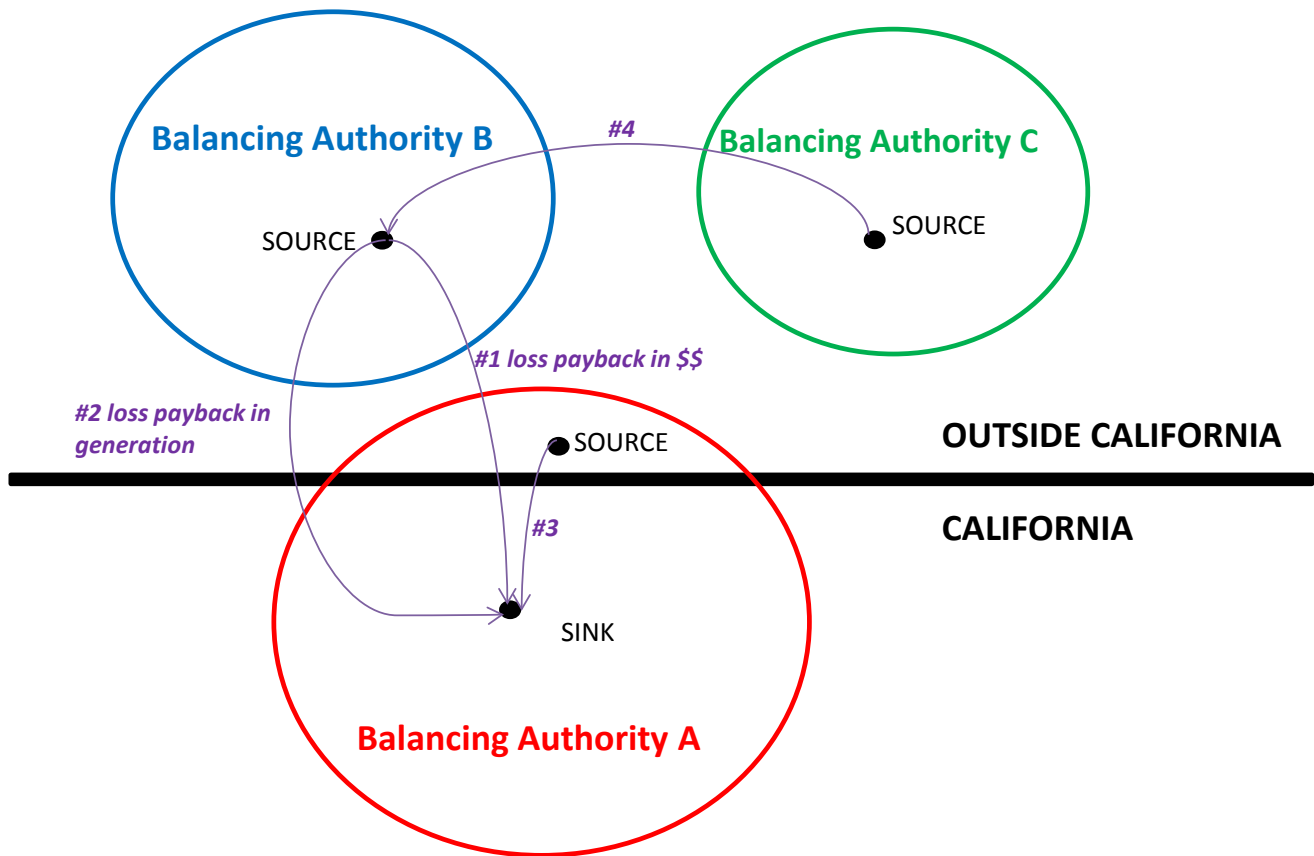 #4
Balancing Authority B
Balancing Authority C
SOURCE
SOURCE
#1 loss payback in $$
#2 loss payback in
generation
SOURCE
OUTSIDE CALIFORNIA
#3
CALIFORNIA
SINK
Balancing Authority A